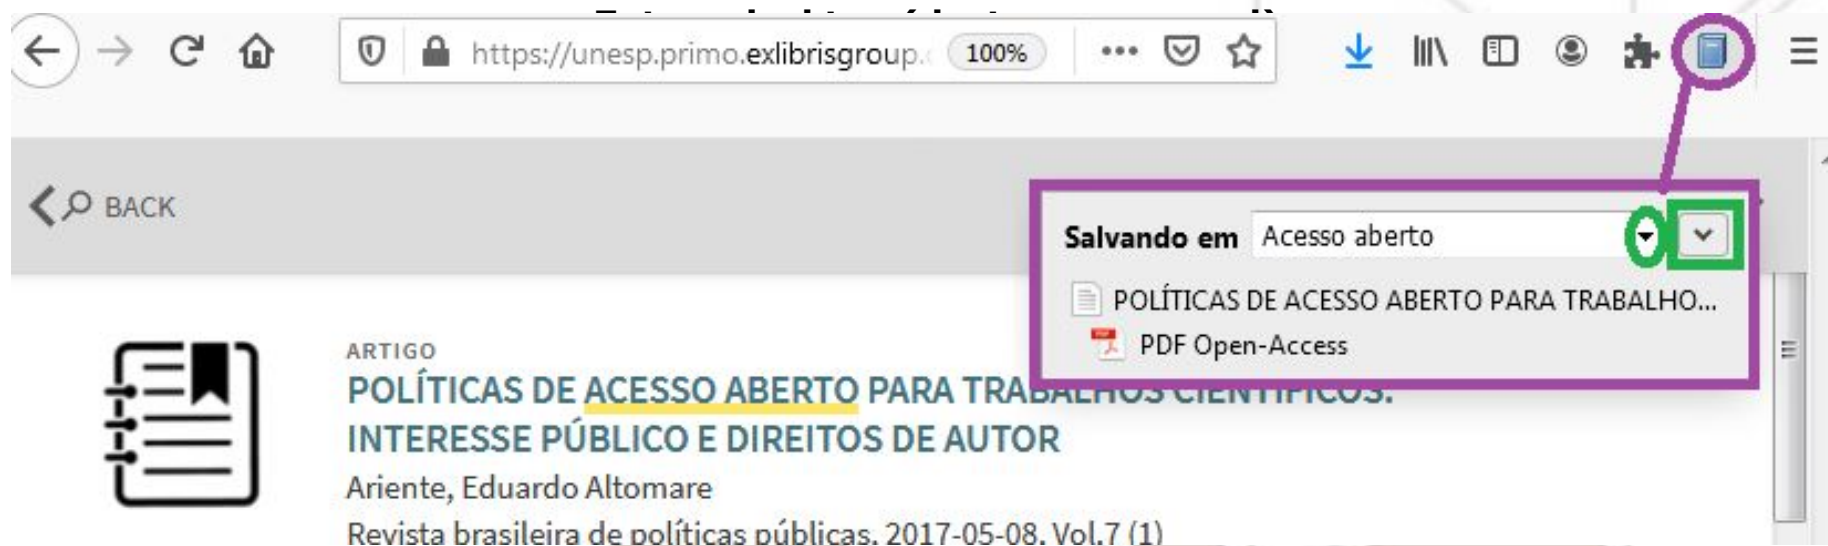 https://unesp.primo.exlibrisgroup.
100%
BACK
Salvando em Acesso aberto
POLÍTICAS DE ACESSO ABERTO PARA TRABALHO...
PDF Open-Access
ARTIGO
POLÍTICAS DE ACESSO ABERTO PARA TRABALHOS CIENTÍFICOS:
INTERESSE PÚBLICO E DIREITOS DE AUTOR
Ariente, Eduardo Altomare
Revista brasileira de políticas públicas, 2017-05-08, Vol.7 (1)